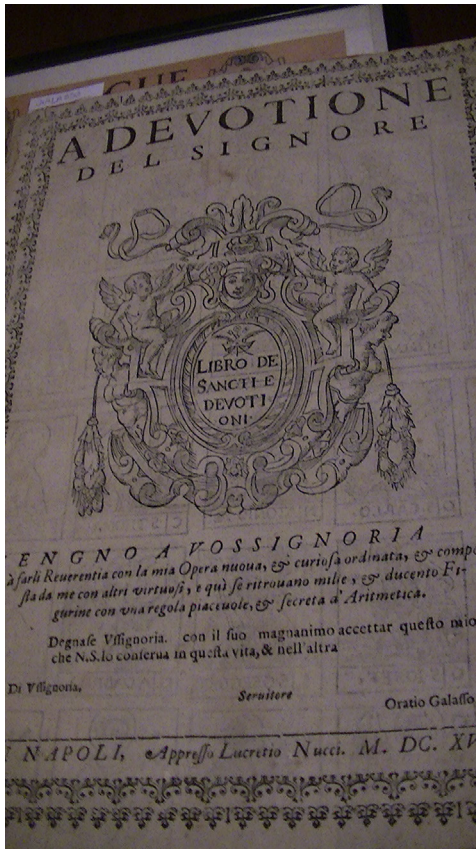 GUE
A DEVOTIONE
DEL SIGNORE
LIBRO DE
SANCTI E
DEVOTI
ONI
ENGNO A VOSSIGNORIA
à farli Reuerentia con la mia Opera nuoua, & curiosa ordinata, & compo
sta da me con altri virtuosi, e quì se ritrouano milie, & ducento Fi-
gurine con vna regola piaceuole, & secreta d'Aritmetica.
Degnase Vssignoria. con il suo magnanimo accettar questo mio
che N.S. lo conserua in questa vita, & nell'altra
Di Vssignoria,
Seruitore
Oratio Galasso,
NAPOLI, Appresso Lucretio Nucci. M. DC. XV